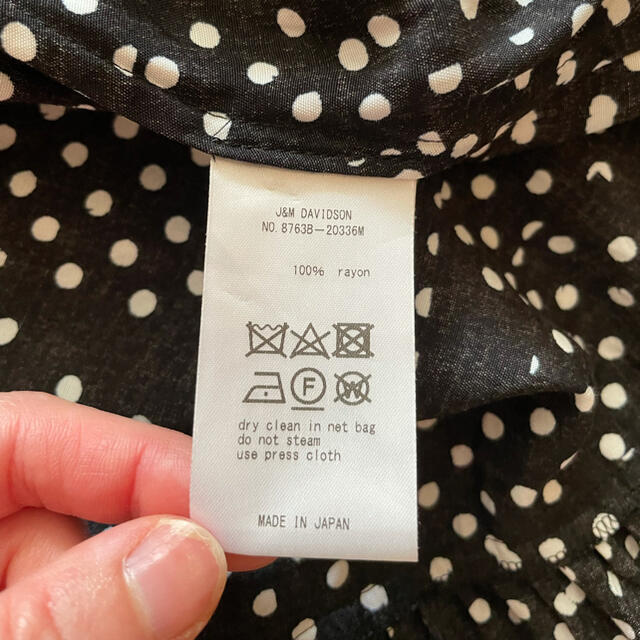 J&M DAVIDSON
NO. 8763B-20336M
100% rayon
F W
dry clean in net bag
do not steam
use press cloth
MADE IN JAPAN